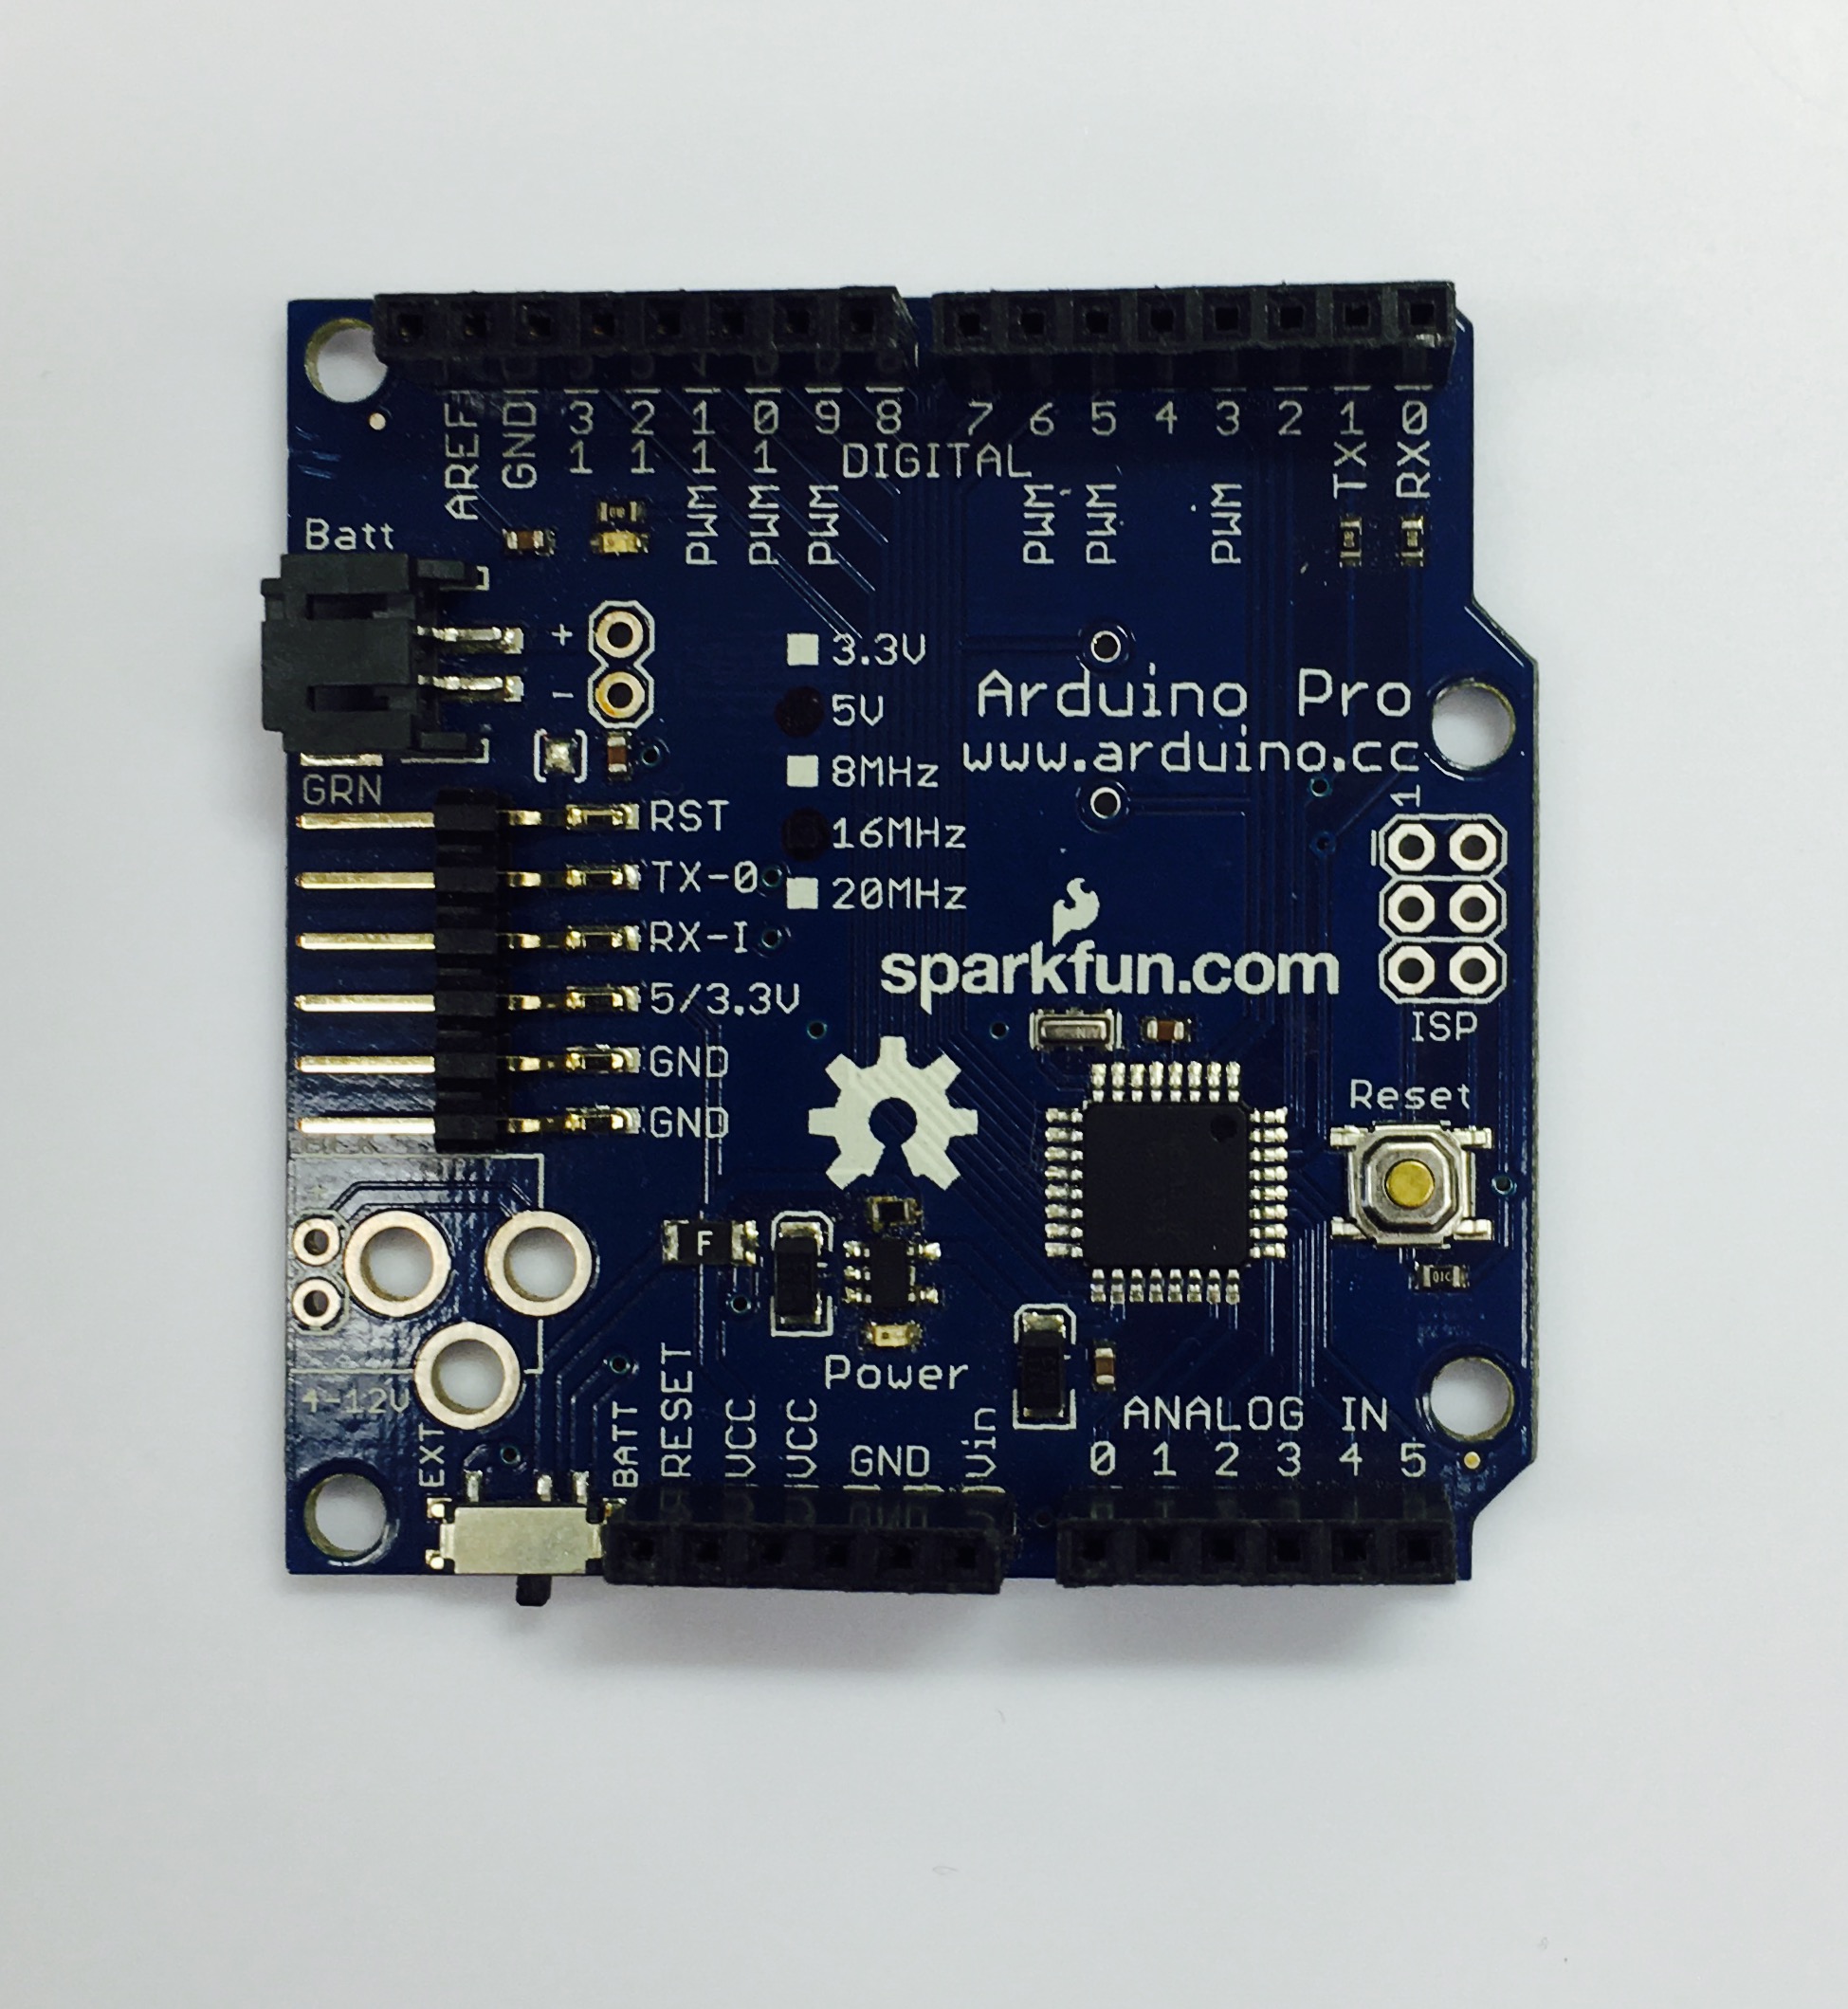 AREF GND 13 12 11 10 9 8 7 6 5 4 3 2 TX1 RX0
DIGITAL
PWM PWM PWM PWM PWM PWM
Batt
+
-
3.3V
5V
8MHz
16MHz
20MHz
Arduino Pro
www.arduino.cc
1
GRN
RST
TX-0
RX-I
5/3.3V
GND
GND
sparkfun.com
ISP
Reset
F
Power
+
4-12V
EXT
BATT
RESET VCC VCC GND Vin
ANALOG IN
0 1 2 3 4 5